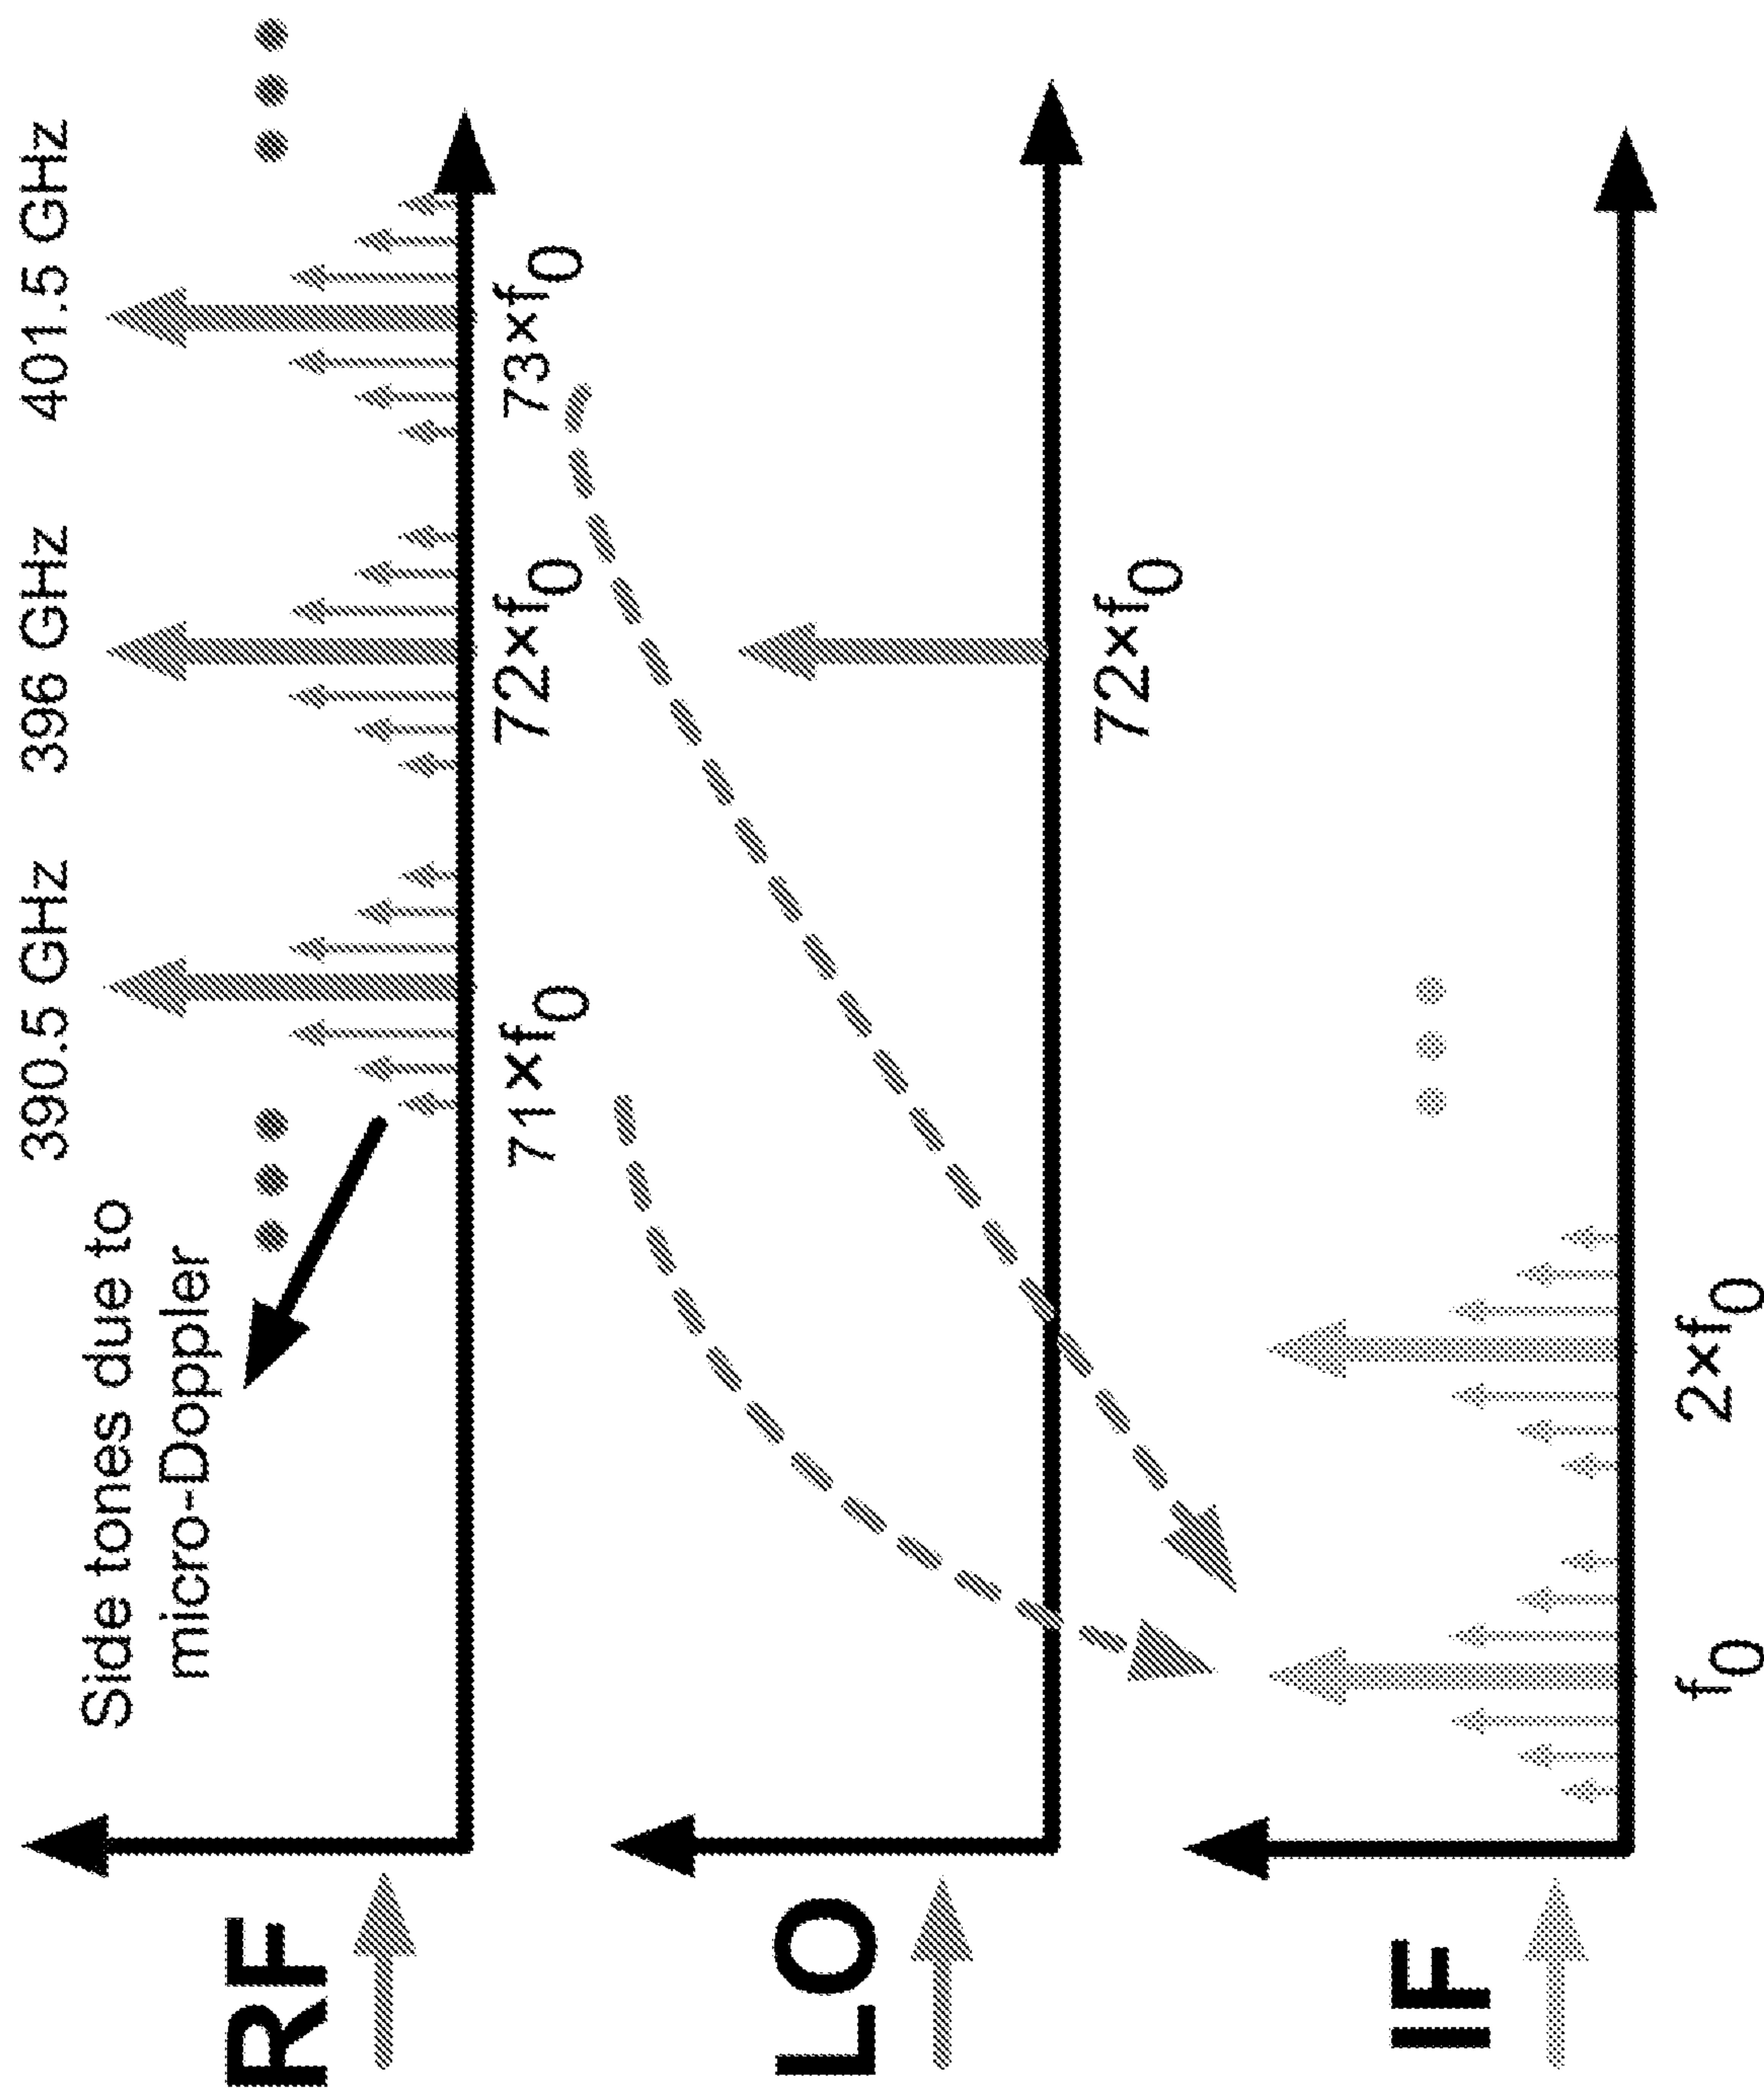 390.5 GHz 396 GHz 401.5 GHz
Side tones due to
micro-Doppler
RF
71×f0 72×f0 73×f0
LO
72×f0
IF
f0 2×f0